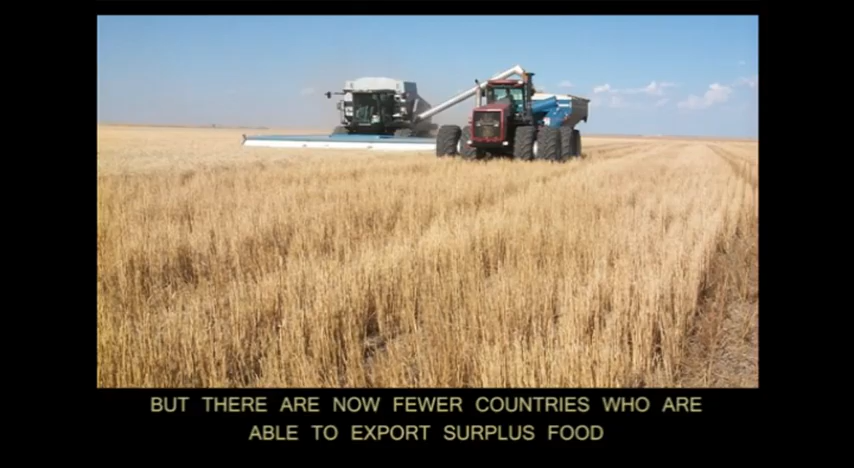 BUT THERE ARE NOW FEWER COUNTRIES WHO ARE
ABLE TO EXPORT SURPLUS FOOD